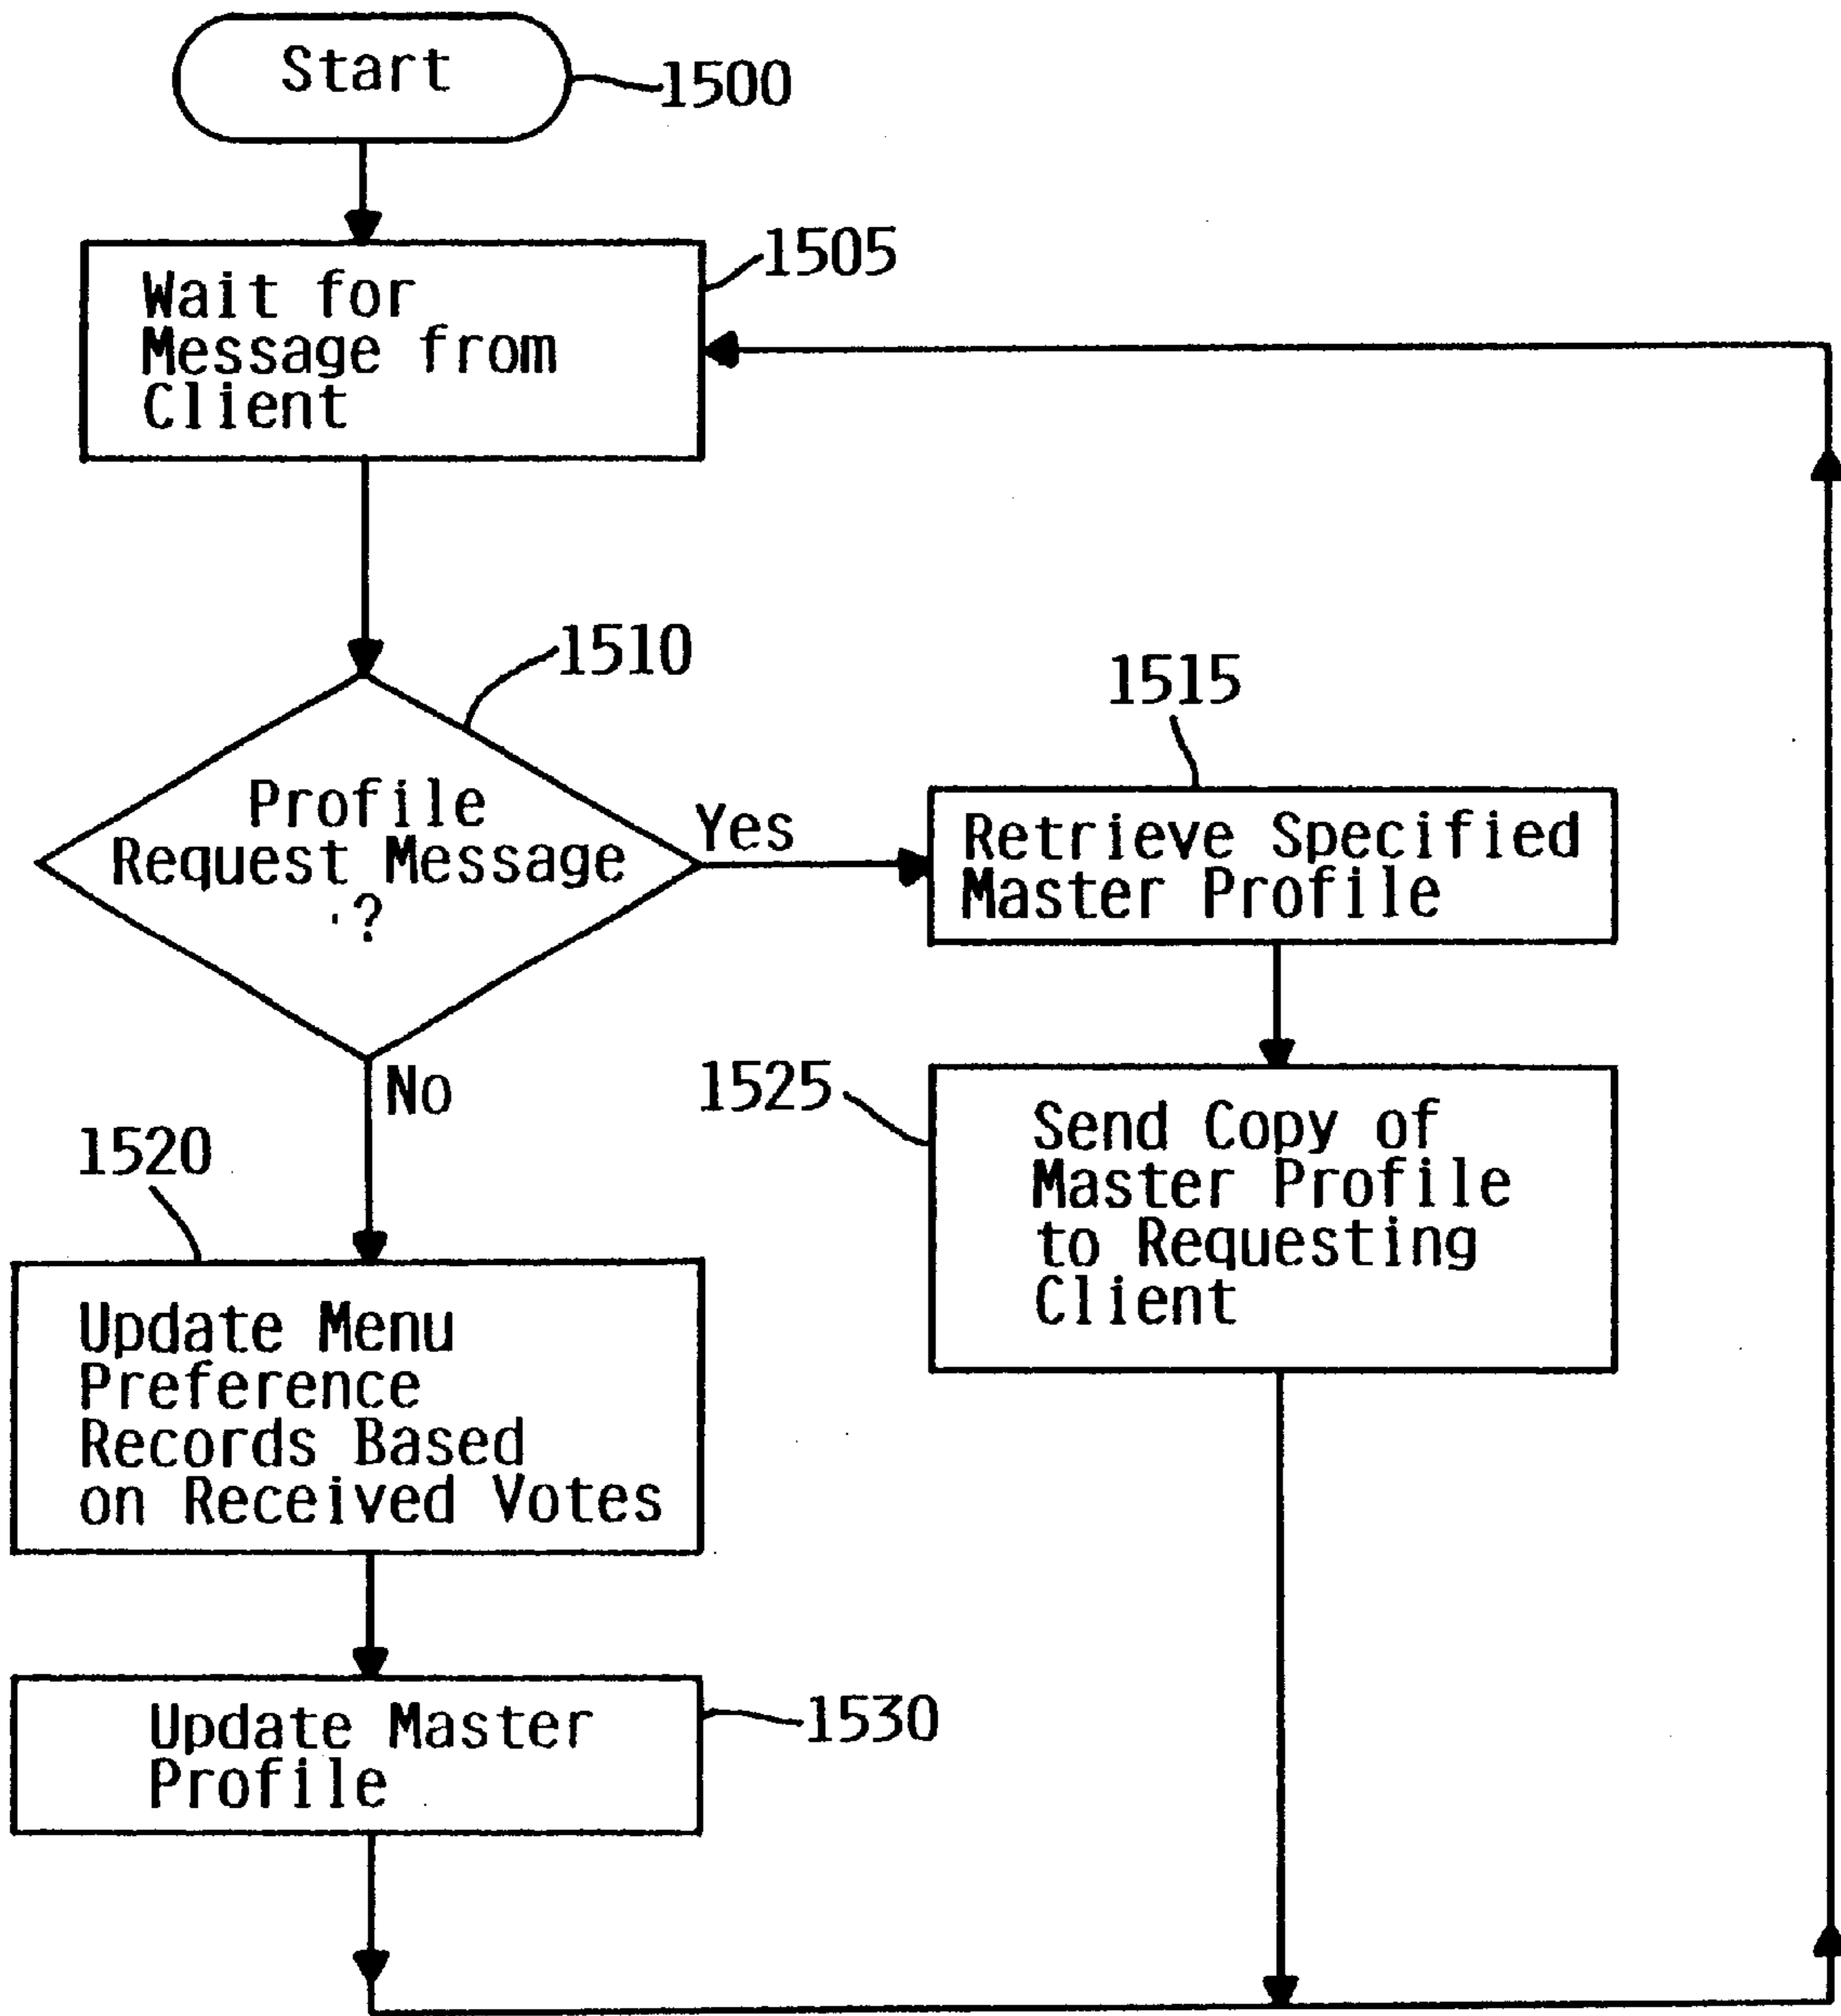 Start
1500
Wait for
Message from
Client
1505
Profile
Request Message
?
1510
Yes
No
1515
Retrieve Specified
Master Profile
1525
Send Copy of
Master Profile
to Requesting
Client
1520
Update Menu
Preference
Records Based
on Received Votes
Update Master
Profile
1530